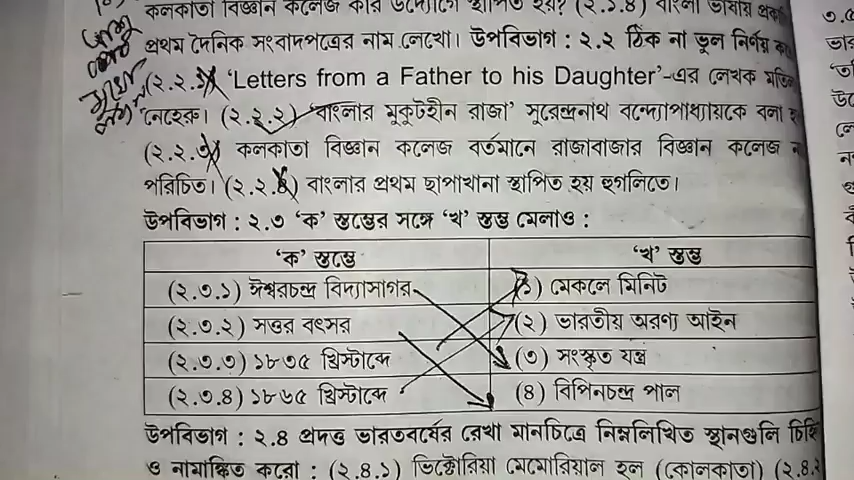 কলকাতা বিজ্ঞান কলেজ কার উদ্যোগে স্থাপিত হয়? (২.১.৪) বাংলা ভাষায়
প্রথম দৈনিক সংবাদপত্রের নাম লেখো। উপবিভাগ : ২.২ ঠিক না ভুল নির্ণয়
(২.২.১) ‘Letters from a Father to his Daughter’-এর লেখক
নেহেরু। (২.২.২) ‘বাংলার মুকুটহীন রাজা’ সুরেন্দ্রনাথ বন্দ্যোপাধ্যায়কে বলা
(২.২.৩) কলকাতা বিজ্ঞান কলেজ বর্তমানে রাজাবাজার বিজ্ঞান কলেজ
পরিচিত। (২.২.৪) বাংলার প্রথম ছাপাখানা স্থাপিত হয় হুগলিতে।
উপবিভাগ : ২.৩ ‘ক’ স্তম্ভের সঙ্গে ‘খ’ স্তম্ভ মেলাও :
‘ক’ স্তম্ভ ‘খ’ স্তম্ভ
(২.৩.১) ঈশ্বরচন্দ্র বিদ্যাসাগর (১) মেকলে মিনিট
(২.৩.২) সত্তর বৎসর (২) ভারতীয় অরণ্য আইন
(২.৩.৩) ১৮৩৫ খ্রিস্টাব্দে (৩) সংস্কৃত যন্ত্র
(২.৩.৪) ১৮৬৫ খ্রিস্টাব্দে (৪) বিপিনচন্দ্র পাল
উপবিভাগ : ২.৪ প্রদত্ত ভারতবর্ষের রেখা মানচিত্রে নিম্নলিখিত স্থানগুলি
ও নামাঙ্কিত করো : (২.৪.১) ভিক্টোরিয়া মেমোরিয়াল হল (কোলকাতা) (২.৪.২